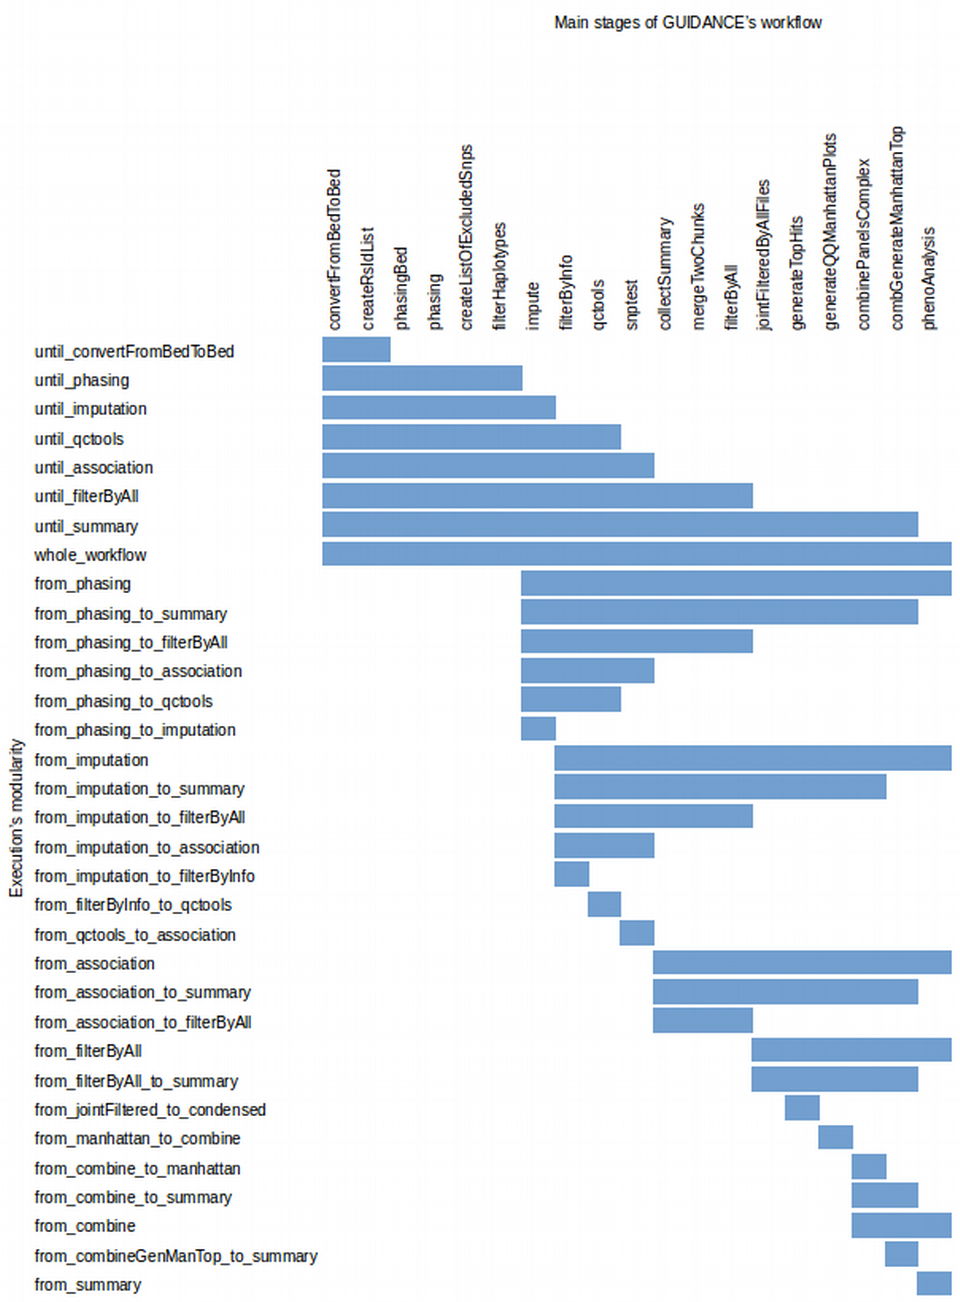 Main stages of GUIDANCE's workflow
convertFromBedToBed
createRsIdList
phasingBed
phasing
createListOfExcludedSnps
filterHaplotypes
impute
filterByInfo
qctools
snptest
collectSummary
mergeTwoChunks
filterByAll
jointFilteredByAllFiles
generateTopHits
generateQQManhattanPlots
combinePanelsComplex
combGenerateManhattanTop
phenoAnalysis
Execution's modularity
until_convertFromBedToBed
until_phasing
until_imputation
until_qctools
until_association
until_filterByAll
until_summary
whole_workflow
from_phasing
from_phasing_to_summary
from_phasing_to_filterByAll
from_phasing_to_association
from_phasing_to_qctools
from_phasing_to_imputation
from_imputation
from_imputation_to_summary
from_imputation_to_filterByAll
from_imputation_to_association
from_imputation_to_filterByInfo
from_filterByInfo_to_qctools
from_qctools_to_association
from_association
from_association_to_summary
from_association_to_filterByAll
from_filterByAll
from_filterByAll_to_summary
from_jointFiltered_to_condensed
from_manhattan_to_combine
from_combine_to_manhattan
from_combine_to_summary
from_combine
from_combineGenManTop_to_summary
from_summary